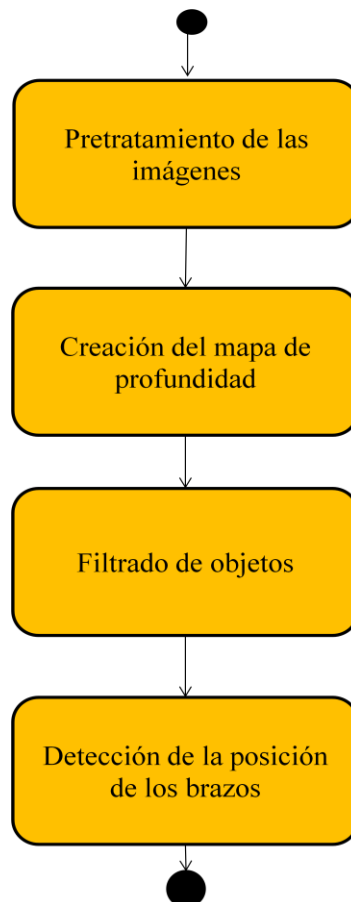 Pretratamiento de las
imágenes
Creación del mapa de
profundidad
Filtrado de objetos
Detección de la posición
de los brazos